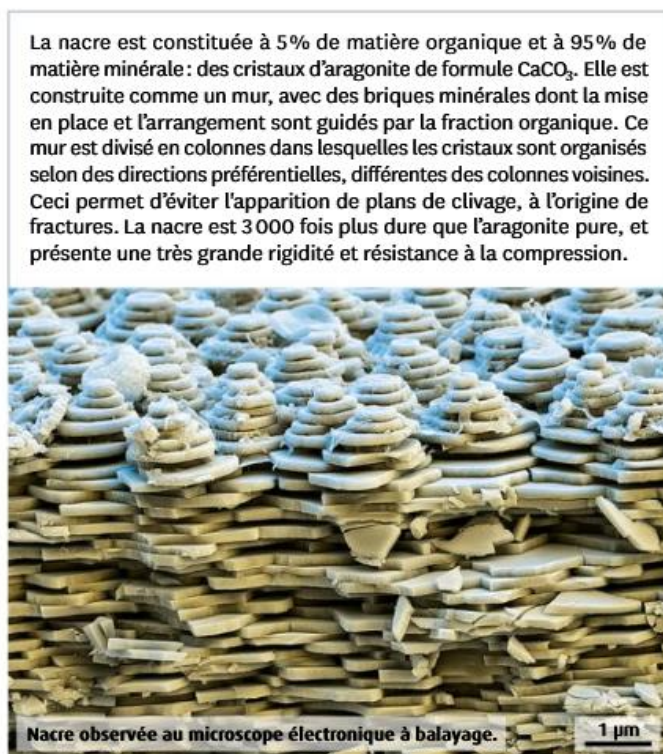 La nacre est constituée à 5% de matière organique et à 95% de
matière minérale : des cristaux d'aragonite de formule CaCO₃. Elle est
construite comme un mur, avec des briques minérales dont la mise
en place et l'arrangement sont guidés par la fraction organique. Ce
mur est divisé en colonnes dans lesquelles les cristaux sont organisés
selon des directions préférentielles, différentes des colonnes voisines.
Ceci permet d'éviter l'apparition de plans de clivage, à l'origine de
fractures. La nacre est 3 000 fois plus dure que l'aragonite pure, et
présente une très grande rigidité et résistance à la compression.
Nacre observée au microscope électronique à balayage.
1 µm